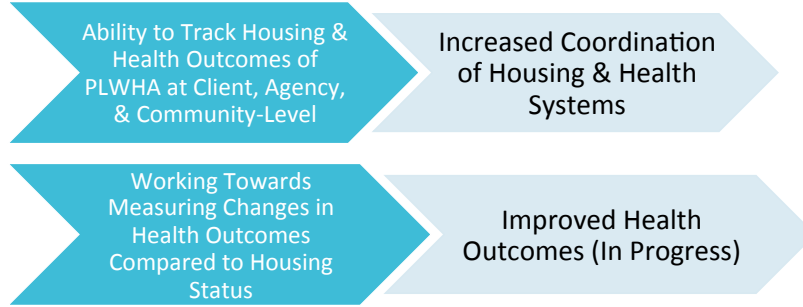 Ability to Track Housing &
Health Outcomes of
PLWHA at Client, Agency,
& Community-Level
Increased Coordination
of Housing & Health
Systems
Working Towards
Measuring Changes in
Health Outcomes
Compared to Housing
Status
Improved Health
Outcomes (In Progress)